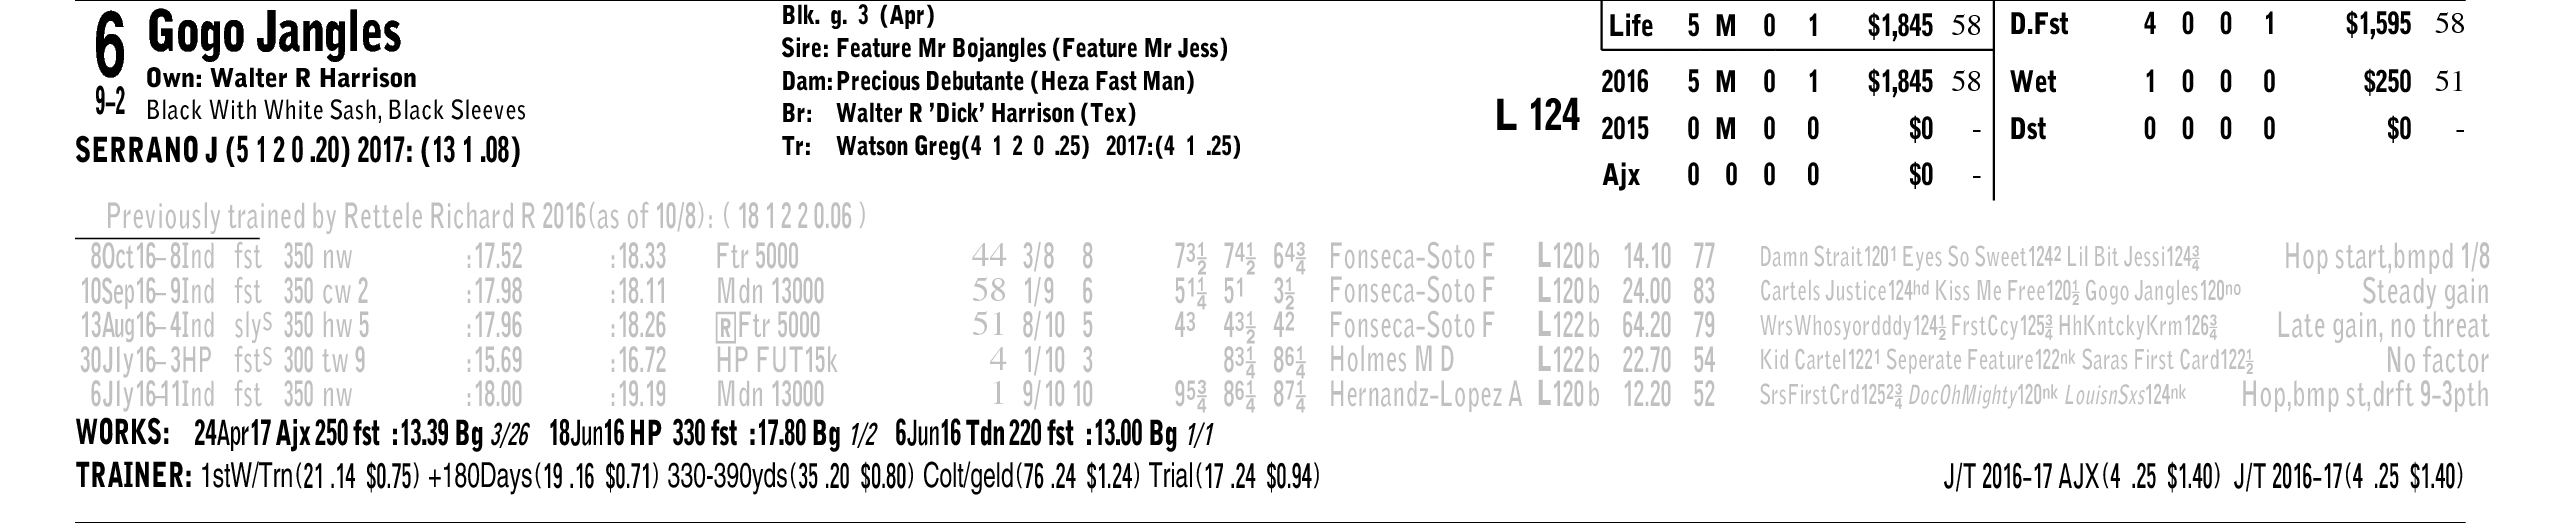 6 Gogo Jangles
Own: Walter R Harrison
9-2 Black With White Sash, Black Sleeves
SERRANO J (5 1 2 0 .20) 2017: (13 1 .08)
Blk. g. 3 (Apr)
Sire: Feature Mr Bojangles (Feature Mr Jess)
Dam: Precious Debutante (Heza Fast Man)
Br: Walter R 'Dick' Harrison (Tex)
Tr: Watson Greg(4 1 2 0 .25) 2017:(4 1 .25)
L 124
Life 5 M 0 1 $1,845 58
2016 5 M 0 1 $1,845 58
2015 0 M 0 0 $0 -
Ajx 0 0 0 0 $0 -
D.Fst 4 0 0 1 $1,595 58
Wet 1 0 0 0 $250 51
Dst 0 0 0 0 $0 -
Previously trained by Rettele Richard R 2016(as of 10/8): ( 18 1 2 2 0.06 )
8Oct16-8Ind fst 350 nw :17.52 :18.33 Ftr 5000 44 3/8 8 73½ 74½ 64¾ Fonseca-Soto F L120b 14.10 77 Damn Strait120¹ Eyes So Sweet124² Lil Bit Jessi124¾ Hop start,bmpd 1/8
10Sep16-9Ind fst 350 cw 2 :17.98 :18.11 Mdn 13000 58 1/9 6 51¼ 5¹ 3½ Fonseca-Soto F L120b 24.00 83 Cartels Justice124hd Kiss Me Free120½ Gogo Jangles120no Steady gain
13Aug16-4Ind slyS 350 hw 5 :17.96 :18.26 RFtr 5000 51 8/10 5 4³ 43½ 4² Fonseca-Soto F L122b 64.20 79 WrsWhosyordddy124½ FrstCcy125¾ HhKntckyKrm126¾ Late gain, no threat
30Jly16-3HP fstS 300 tw 9 :15.69 :16.72 HP FUT15k 4 1/10 3 83¼ 86¼ Holmes M D L122b 22.70 54 Kid Cartel122¹ Seperate Feature122nk Saras First Card122½ No factor
6Jly16-11Ind fst 350 nw :18.00 :19.19 Mdn 13000 1 9/10 10 95¾ 86¼ 87¼ Hernandz-Lopez A L120b 12.20 52 SrsFirstCrd1252¾ DocOhMighty120nk LouisnSxs124nk Hop,bmp st,drft 9-3pth
WORKS: 24Apr17 Ajx 250 fst :13.39 Bg 3/26 18Jun16 HP 330 fst :17.80 Bg 1/2 6Jun16 Tdn 220 fst :13.00 Bg 1/1
TRAINER: 1stW/Trn(21 .14 $0.75) +180Days(19 .16 $0.71) 330-390yds(35 .20 $0.80) Colt/geld(76 .24 $1.24) Trial(17 .24 $0.94) J/T 2016-17 AJX(4 .25 $1.40) J/T 2016-17(4 .25 $1.40)